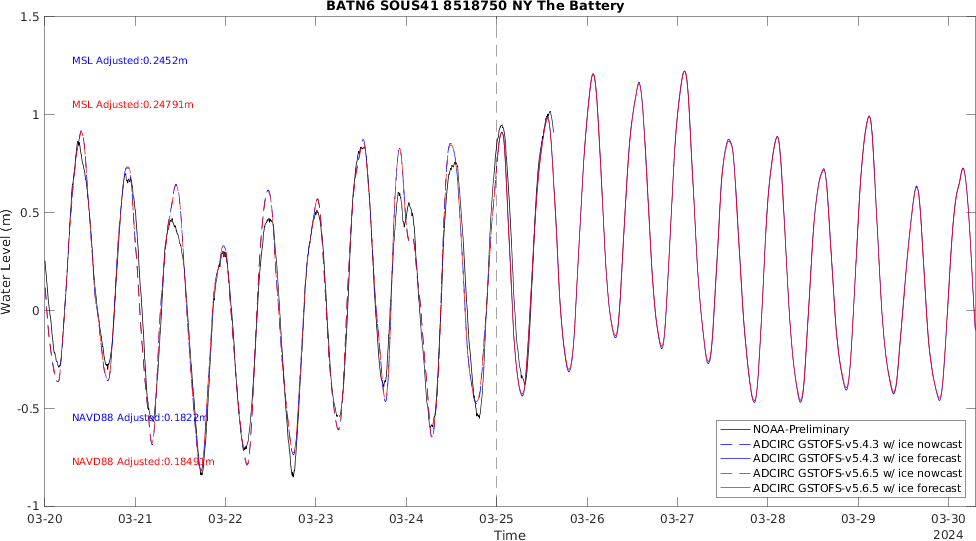 BATN6 SOUS41 8518750 NY The Battery
1.5
MSL Adjusted:0.2452m
MSL Adjusted:0.24791m
1
0.5
Water Level (m)
0
-0.5
NAVD88 Adjusted:0.1822m
NAVD88 Adjusted:0.18491m
-1
NOAA-Preliminary
ADCIRC GSTOFS-v5.4.3 w/ ice nowcast
ADCIRC GSTOFS-v5.4.3 w/ ice forecast
ADCIRC GSTOFS-v5.6.5 w/ ice nowcast
ADCIRC GSTOFS-v5.6.5 w/ ice forecast
03-20 03-21 03-22 03-23 03-24 03-25 03-26 03-27 03-28 03-29 03-30
2024
Time